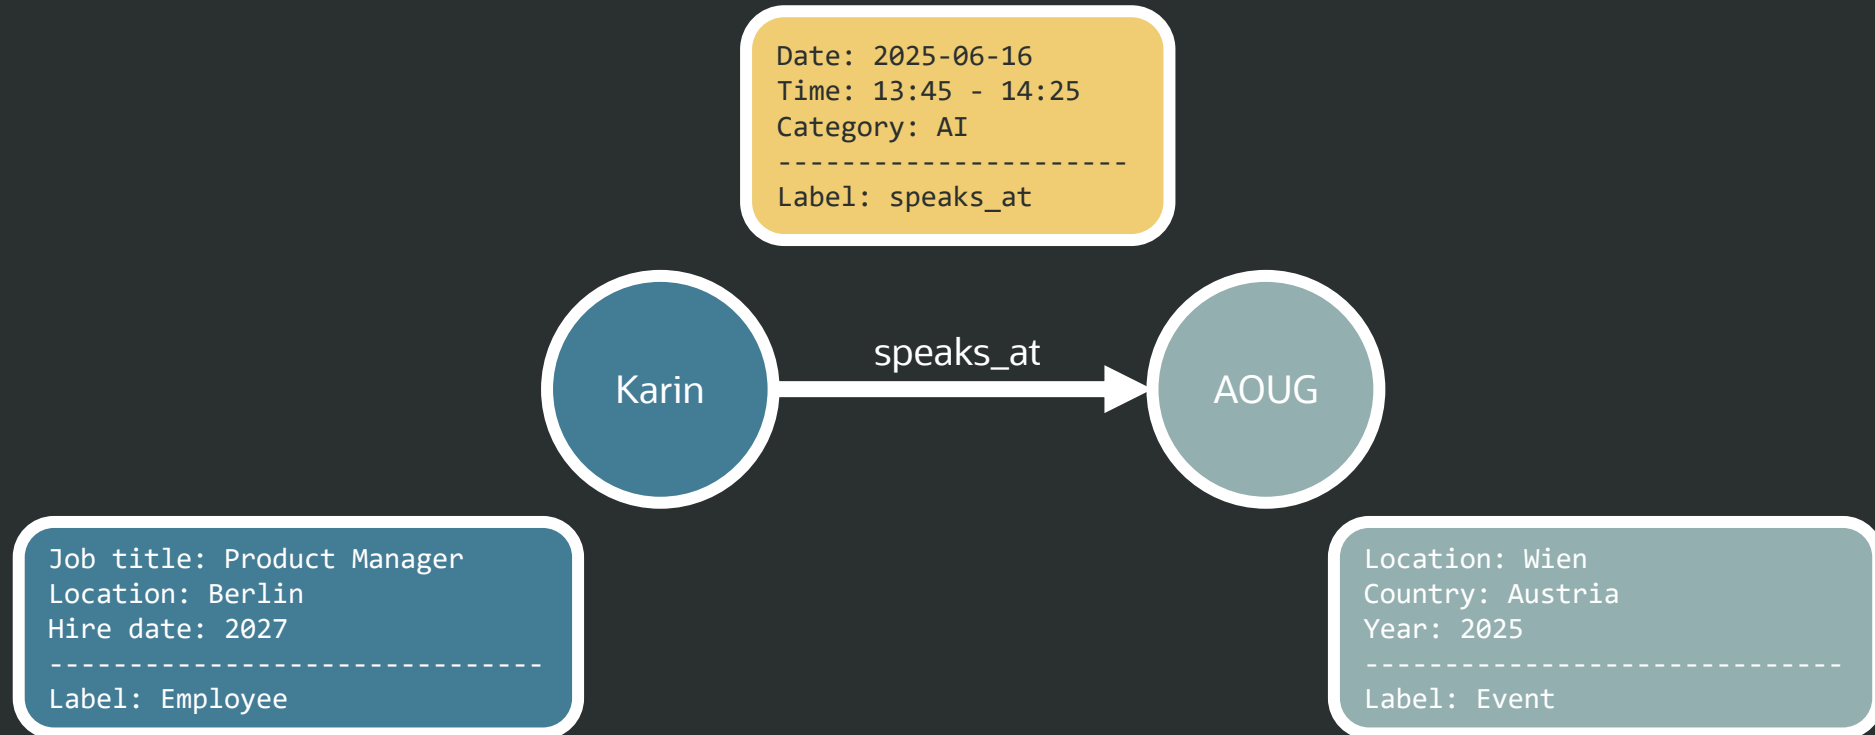 Date: 2025-06-16
Time: 13:45 - 14:25
Category: AI
----------------------
Label: speaks_at
speaks_at
Karin
AOUG
Job title: Product Manager
Location: Berlin
Hire date: 2027
-------------------------------
Label: Employee
Location: Wien
Country: Austria
Year: 2025
------------------------------
Label: Event